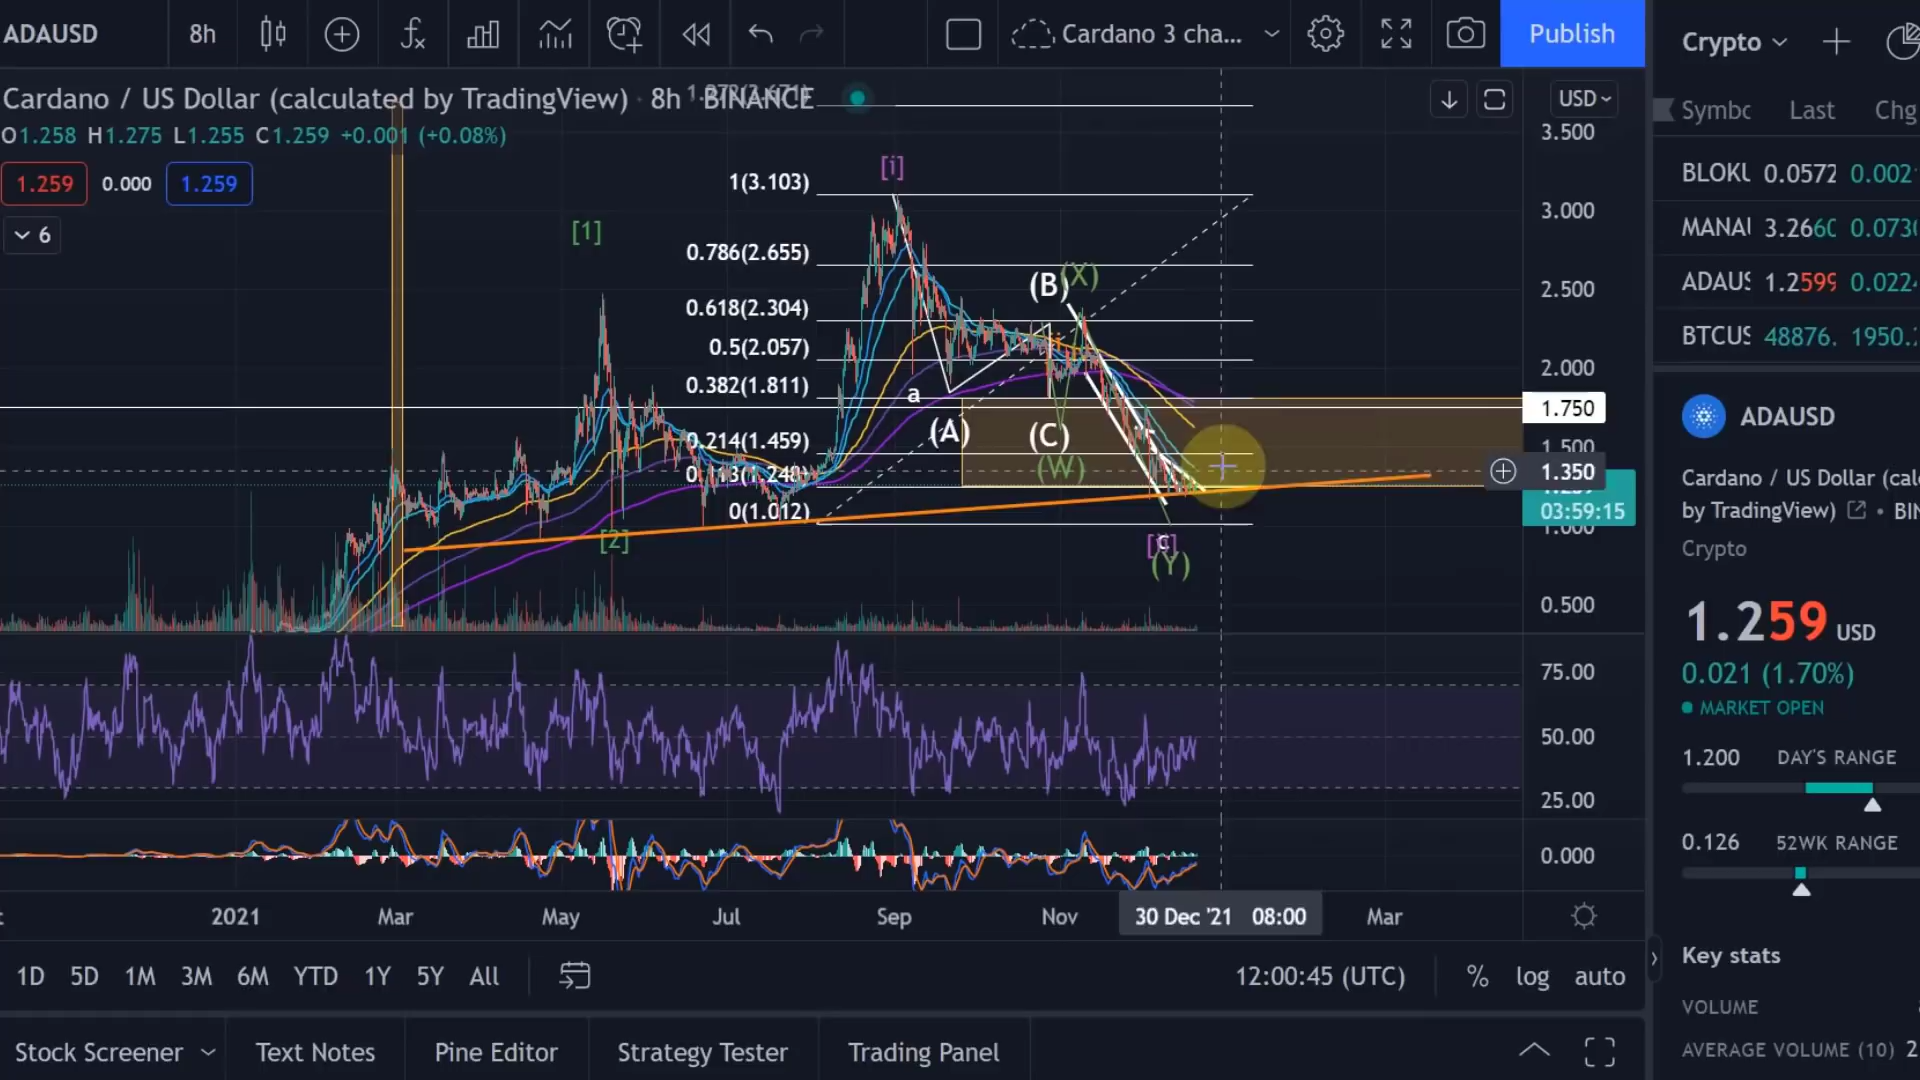 ADAUSD 8h Cardano 3 cha... Publish
Cardano / US Dollar (calculated by TradingView) · 8h BINANCE
O1.258 H1.275 L1.255 C1.259 +0.001 (+0.08%)
1.259 0.000 1.259
6
USD
3.500
3.000
2.500
2.000
1.750
1.500
1.350
03:59:15
1.000
0.500
1(3.103)
0.786(2.655)
0.618(2.304)
0.5(2.057)
0.382(1.811)
0.214(1.459)
0(1.012)
[i]
[1]
(B)
(X)
a
(A)
(C)
(W)
[2]
c
(Y)
75.00
50.00
25.00
0.000
2021 Mar May Jul Sep Nov 30 Dec '21 08:00 Mar
1D 5D 1M 3M 6M YTD 1Y 5Y All 12:00:45 (UTC) % log auto
Stock Screener Text Notes Pine Editor Strategy Tester Trading Panel
Crypto
Symbo Last Chg
BLOKU 0.0572 0.002
MANAU 3.2660 0.0730
ADAUS 1.2599 0.022
BTCUS 48876. 1950.
ADAUSD
Cardano / US Dollar (cal
by TradingView) • BIN
Crypto
1.259 USD
0.021 (1.70%)
MARKET OPEN
1.200 DAY'S RANGE
0.126 52WK RANGE
Key stats
VOLUME
AVERAGE VOLUME (10) 2